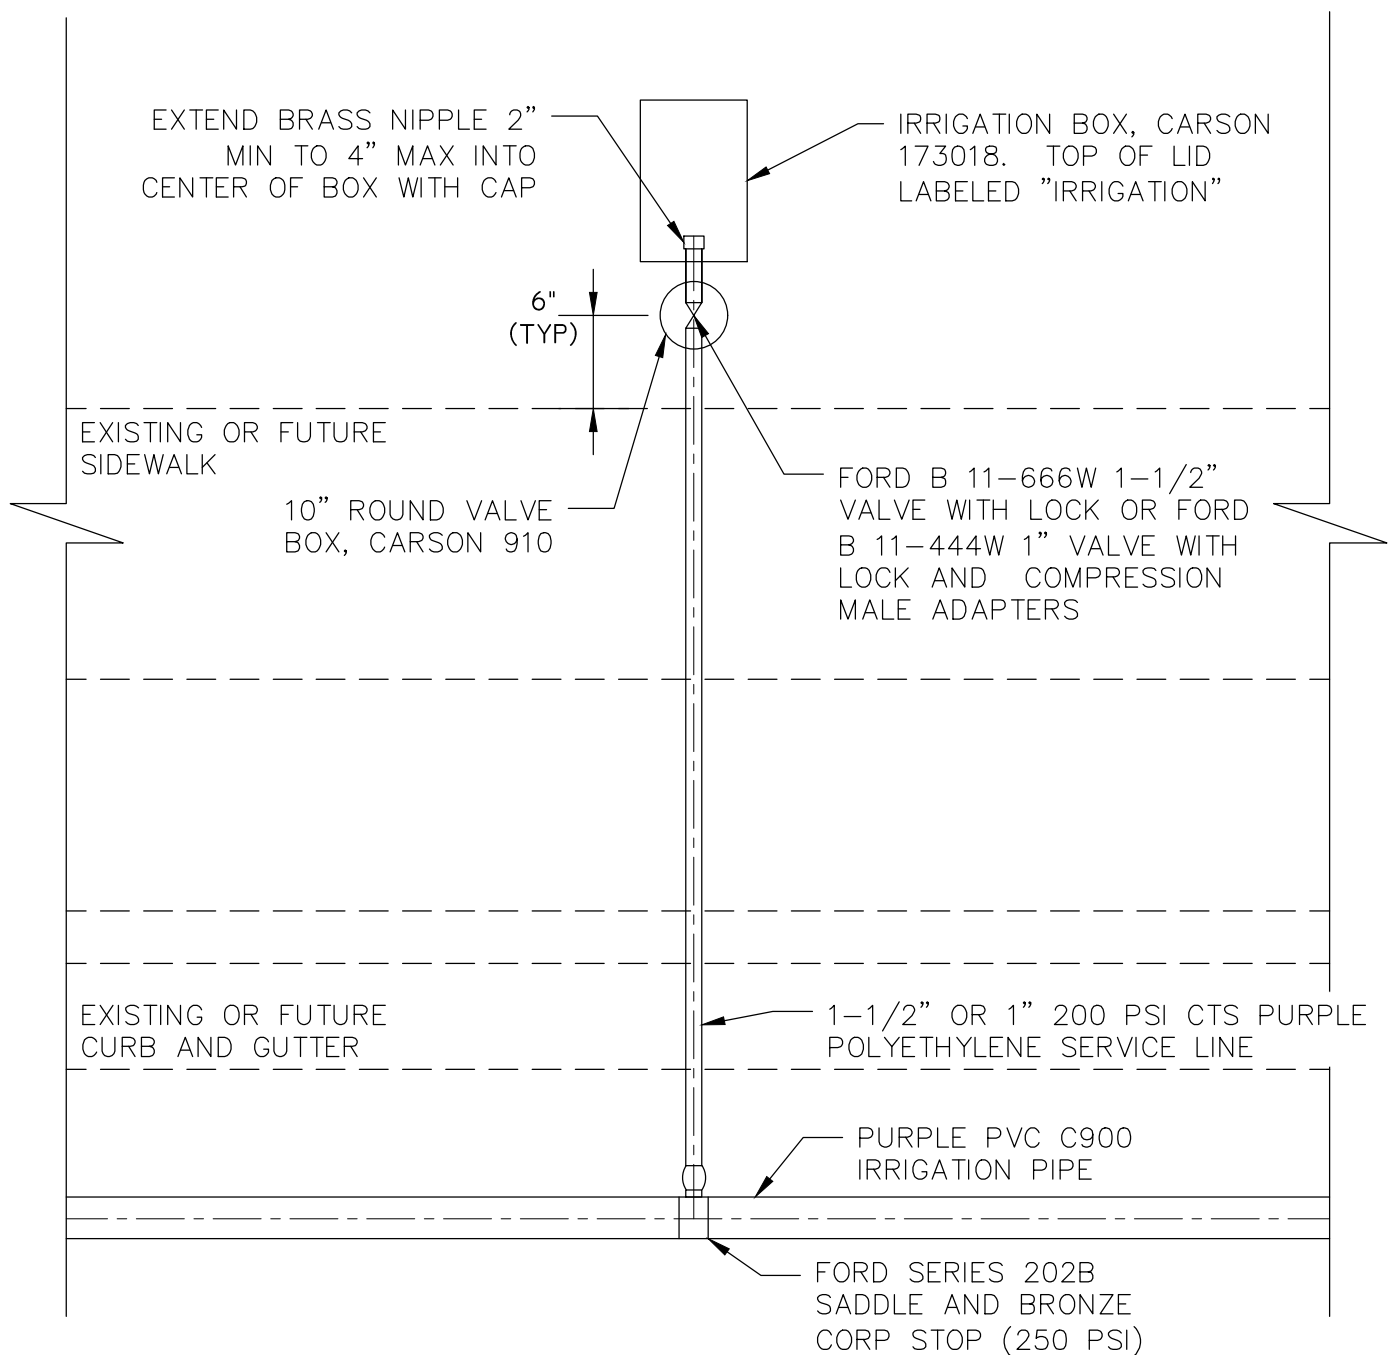 EXTEND BRASS NIPPLE 2”
MIN TO 4” MAX INTO
CENTER OF BOX WITH CAP
IRRIGATION BOX, CARSON
173018. TOP OF LID
LABELED ”IRRIGATION”
6"
(TYP)
EXISTING OR FUTURE
SIDEWALK
10” ROUND VALVE
BOX, CARSON 910
FORD B 11-666W 1-1/2”
VALVE WITH LOCK OR FORD
B 11-444W 1” VALVE WITH
LOCK AND COMPRESSION
MALE ADAPTERS
EXISTING OR FUTURE
CURB AND GUTTER
1-1/2” OR 1” 200 PSI CTS PURPLE
POLYETHYLENE SERVICE LINE
PURPLE PVC C900
IRRIGATION PIPE
FORD SERIES 202B
SADDLE AND BRONZE
CORP STOP (250 PSI)